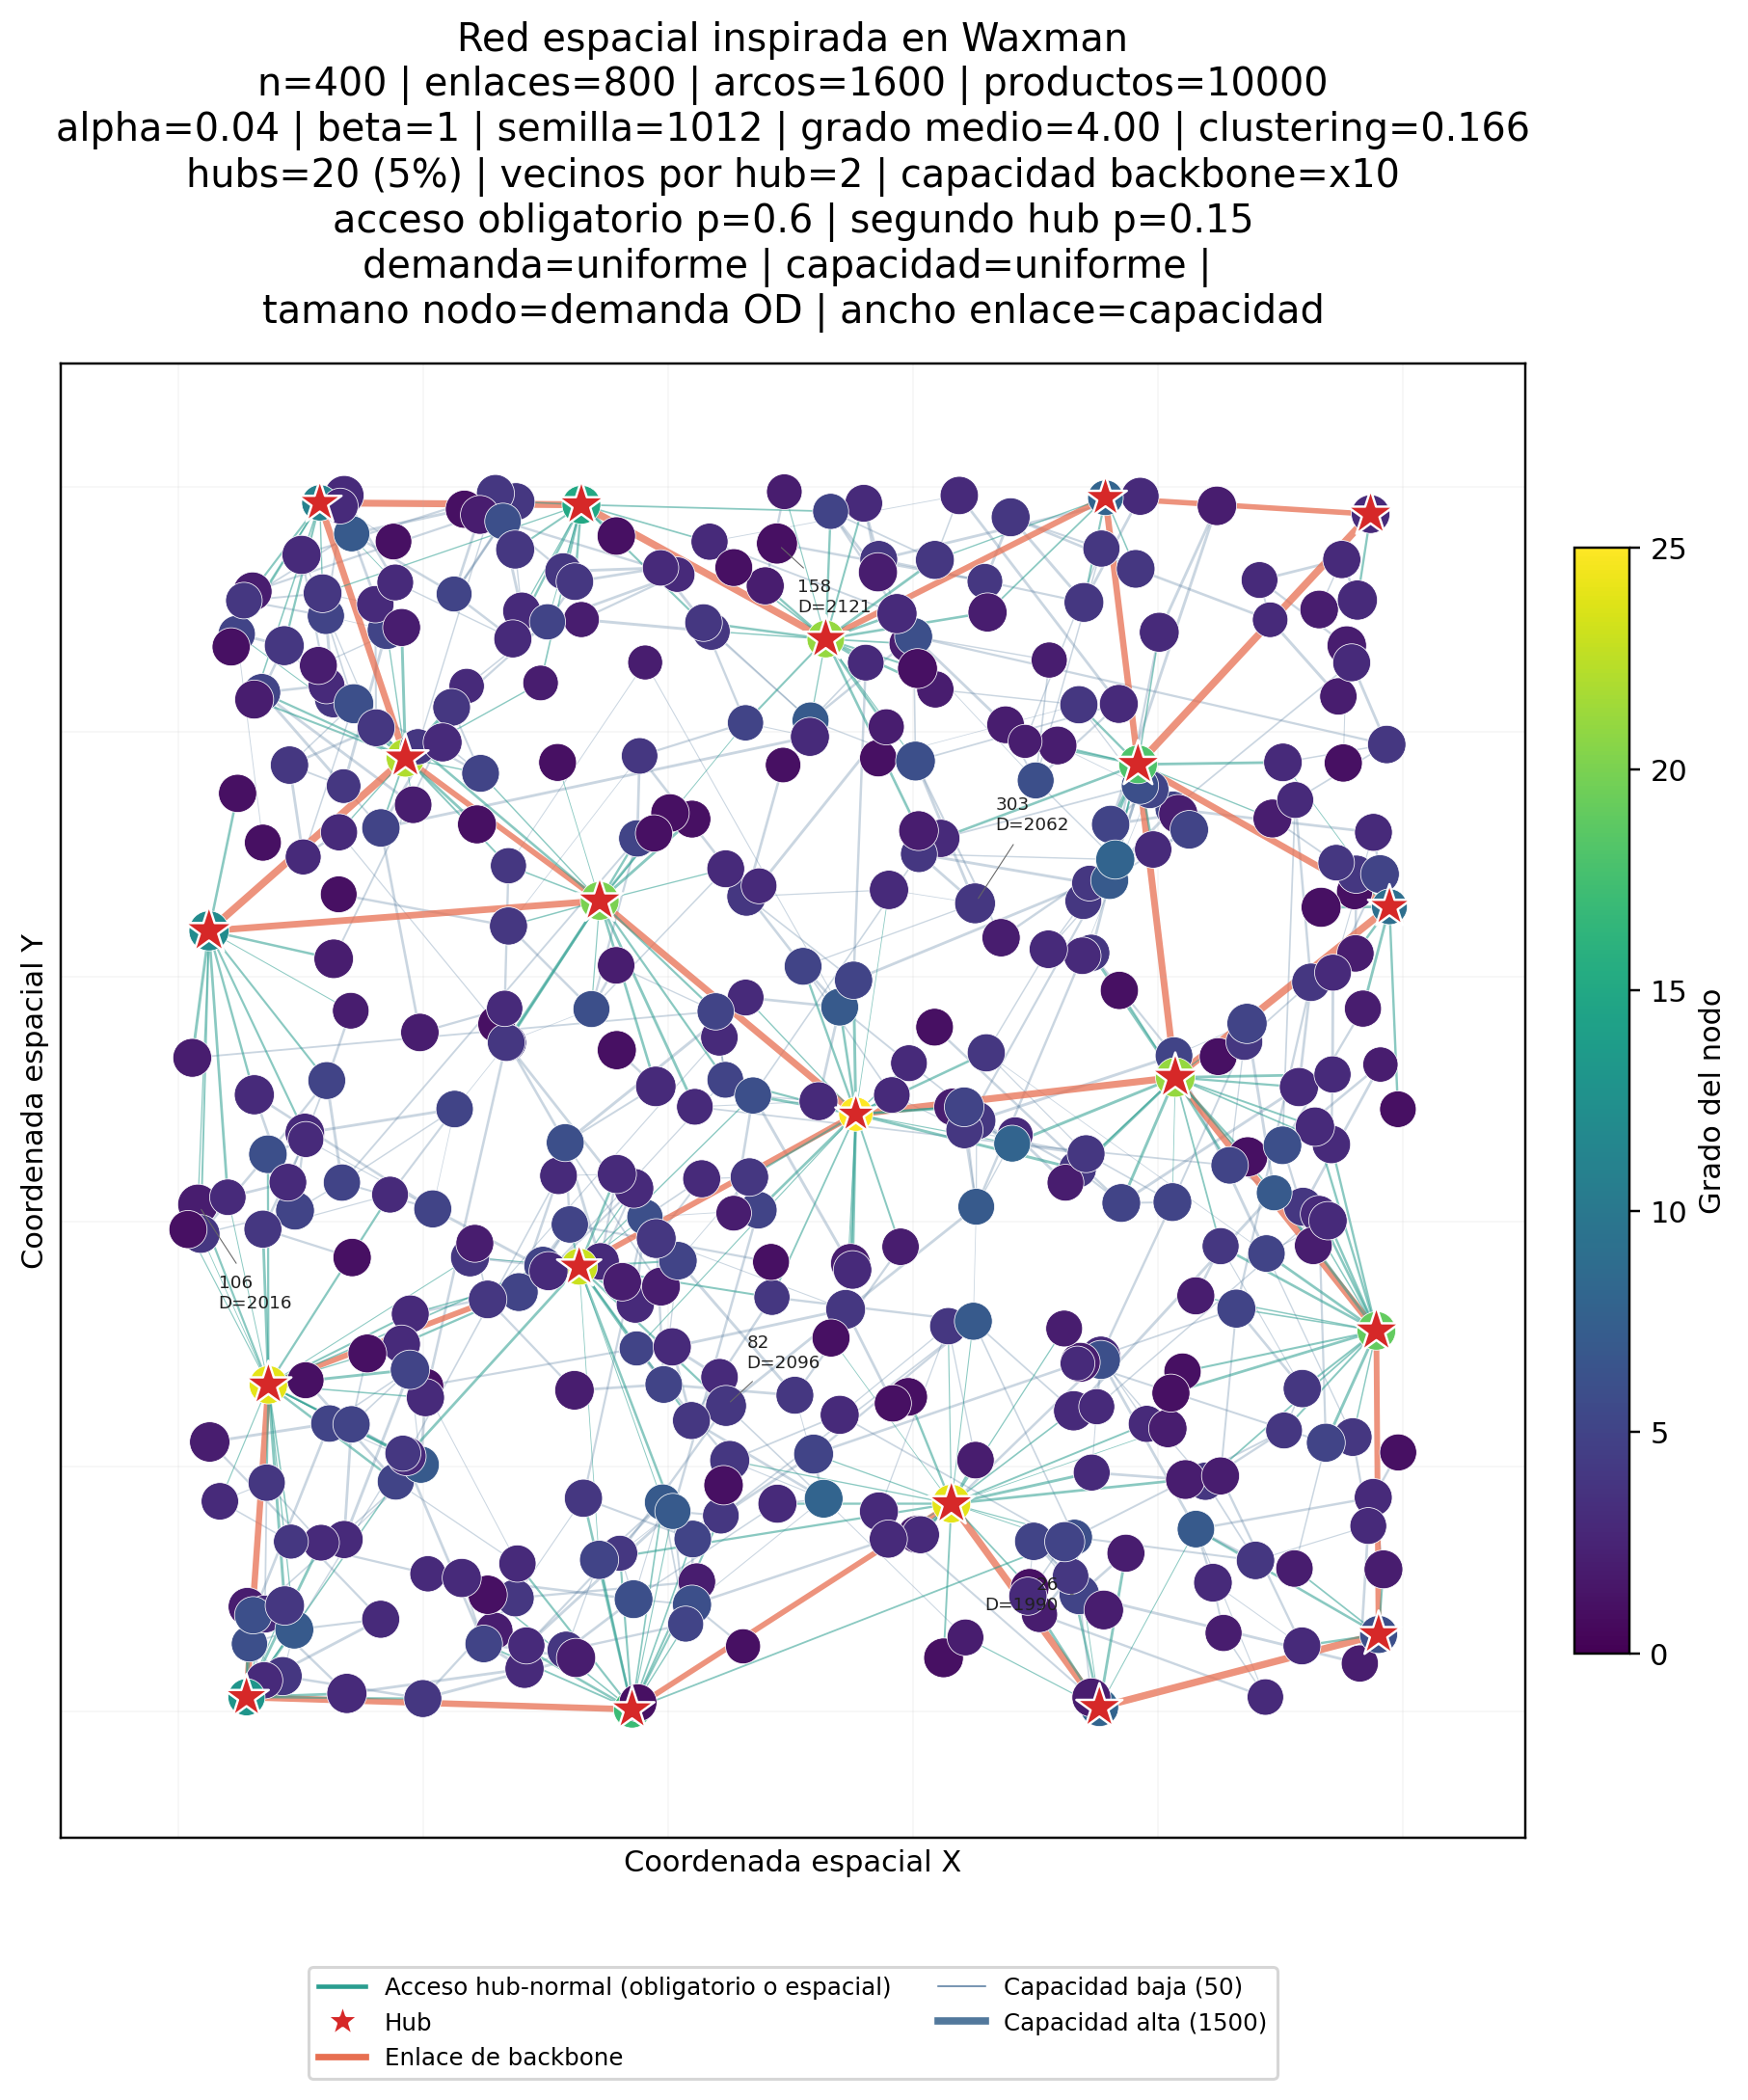 Red espacial inspirada en Waxman
n=400 | enlaces=800 | arcos=1600 | productos=10000
alpha=0.04 | beta=1 | semilla=1012 | grado medio=4.00 | clustering=0.166
hubs=20 (5%) | vecinos por hub=2 | capacidad backbone=x10
acceso obligatorio p=0.6 | segundo hub p=0.15
demanda=uniforme | capacidad=uniforme |
tamano nodo=demanda OD | ancho enlace=capacidad
158
D=2121
303
D=2062
106
D=2016
82
D=2096
26
D=1990
Coordenada espacial Y
Coordenada espacial X
25
20
15
10
5
0
Grado del nodo
Acceso hub-normal (obligatorio o espacial)
Hub
Enlace de backbone
Capacidad baja (50)
Capacidad alta (1500)